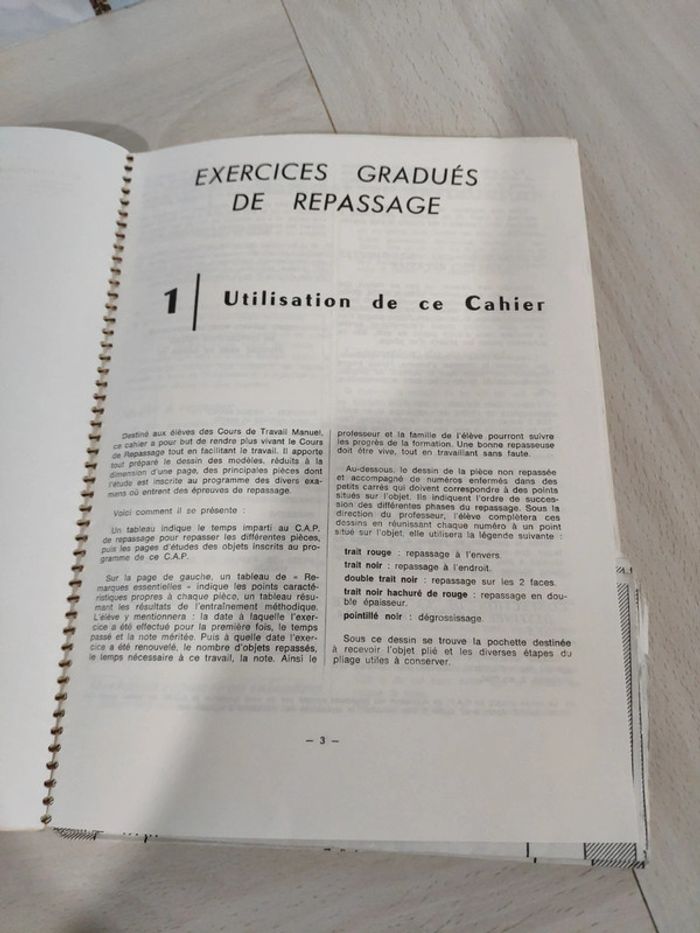 EXERCICES GRADUÉS
DE REPASSAGE
1 Utilisation de ce Cahier
Destiné aux élèves des Cours de Travail Manuel,
ce cahier a pour but de rendre plus vivant le Cours
de Repassage tout en facilitant le travail. Il apporte
tout préparé le dessin des modèles, réduits à la
dimension d'une page, des principales pièces dont
l'étude est inscrite au programme des divers exa-
mens où entrent des épreuves de repassage.
Voici comment il se présente :
Un tableau indique le temps imparti au C.A.P.
de repassage pour repasser les différentes pièces,
puis les pages d'études des objets inscrits au pro-
gramme de ce C.A.P.
Sur la page de gauche, un tableau de « Re-
marques essentielles » indique les points caracté-
ristiques propres à chaque pièce, un tableau résu-
mant les résultats de l'entraînement méthodique.
L'élève y mentionnera : la date à laquelle l'exer-
cice a été effectué pour la première fois, le temps
passé et la note méritée. Puis à quelle date l'exer-
cice a été renouvelé, le nombre d'objets repassés,
le temps nécessaire à ce travail, la note. Ainsi le
professeur et la famille de l'élève pourront suivre
les progrès de la formation. Une bonne repasseuse
doit être vive, tout en travaillant sans faute.
Au-dessous, le dessin de la pièce non repassée
et accompagné de numéros enfermés dans des
petits carrés qui doivent correspondre à des points
situés sur l'objet. Ils indiquent l'ordre de succes-
sion des différentes phases du repassage. Sous la
direction du professeur, l'élève complètera ces
dessins en réunissant chaque numéro à un point
situé sur l'objet, elle utilisera la légende suivante :
trait rouge : repassage à l'envers.
trait noir : repassage à l'endroit.
double trait noir : repassage sur les 2 faces.
trait noir hachuré de rouge : repassage en dou-
ble épaisseur.
pointillé noir : dégrossissage.
Sous ce dessin se trouve la pochette destinée
à recevoir l'objet plié et les diverses étapes du
pliage utiles à conserver.
— 3 —